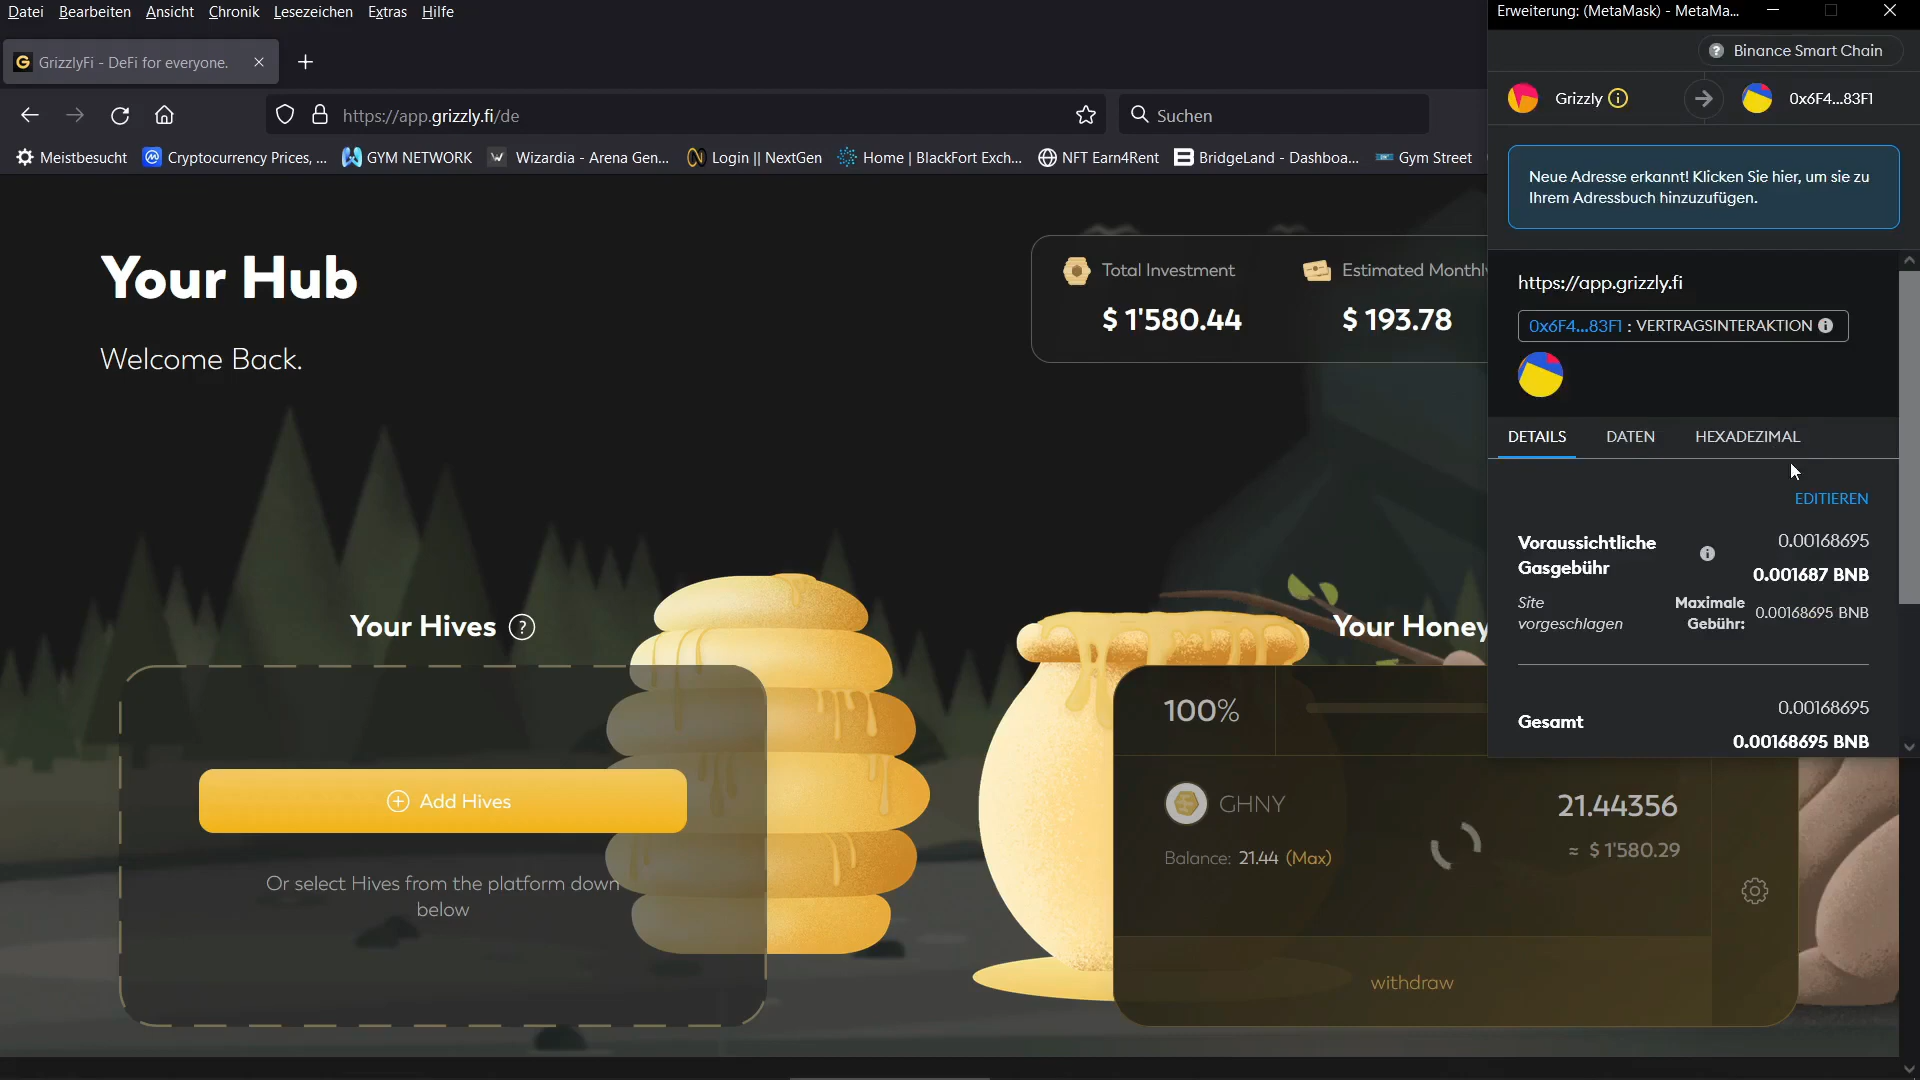 Datei Bearbeiten Ansicht Chronik Lesezeichen Extras Hilfe
GrizzlyFi - DeFi for everyone.
https://app.grizzly.fi/de
Suchen
Meistbesucht Cryptocurrency Prices, ... GYM NETWORK Wizardia - Arena Gen... Login || NextGen Home | BlackFort Exch... NFT Earn4Rent BridgeLand - Dashboa... Gym Street
Your Hub
Welcome Back.
Total Investment
$ 1'580.44
Estimated Monthly
$ 193.78
Your Hives ?
Add Hives
Or select Hives from the platform down
below
Your Honey
100%
GHNY
21.44356
Balance: 21.44 (Max)
≈ $ 1'580.29
withdraw
Erweiterung: (MetaMask) - MetaMa...
? Binance Smart Chain
Grizzly
0x6F4...83F1
Neue Adresse erkannt! Klicken Sie hier, um sie zu
Ihrem Adressbuch hinzuzufügen.
https://app.grizzly.fi
0x6F4...83F1 : VERTRAGSINTERAKTION
DETAILS DATEN HEXADEZIMAL
EDITIEREN
Voraussichtliche
Gasgebühr
0.00168695
0.001687 BNB
Site
vorgeschlagen
Maximale
Gebühr:
0.00168695 BNB
Gesamt
0.00168695
0.00168695 BNB